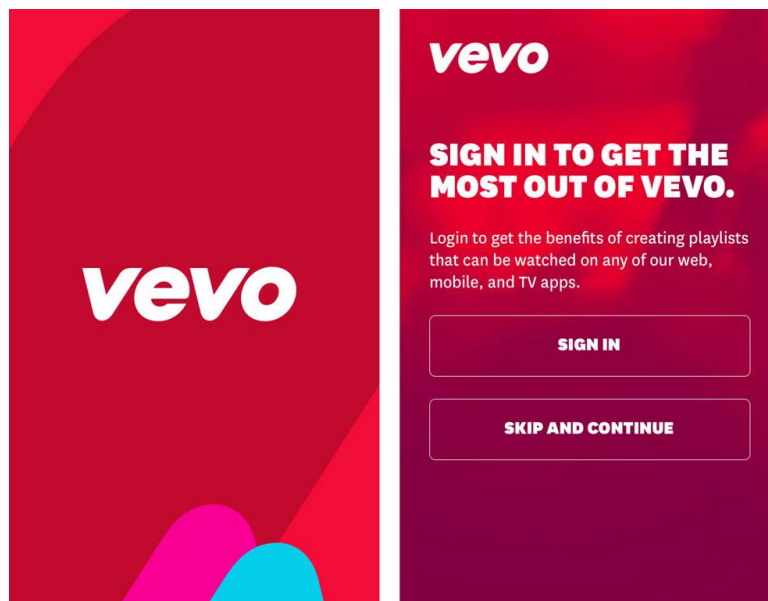 vevo
vevo
SIGN IN TO GET THE
MOST OUT OF VEVO.
Login to get the benefits of creating playlists
that can be watched on any of our web,
mobile, and TV apps.
SIGN IN
SKIP AND CONTINUE